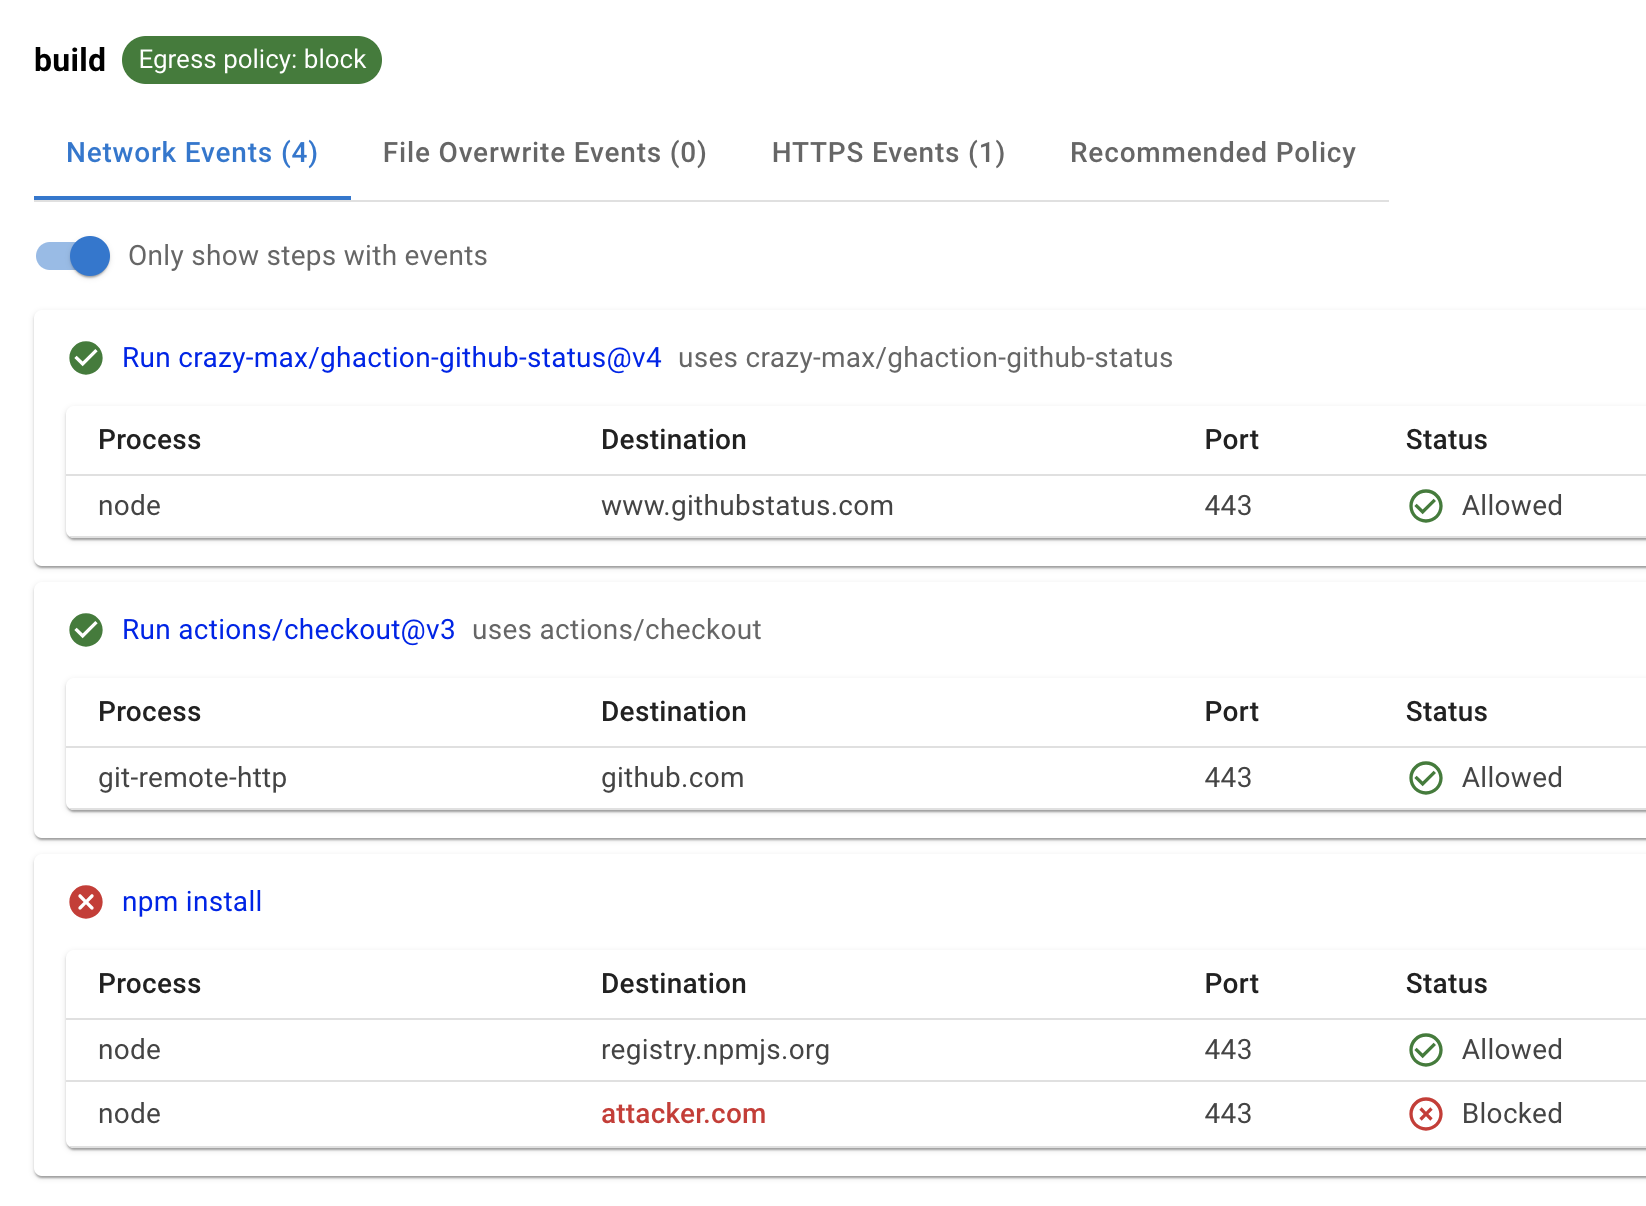 build Egress policy: block
Network Events (4) File Overwrite Events (0) HTTPS Events (1) Recommended Policy
Only show steps with events
Run crazy-max/ghaction-github-status@v4 uses crazy-max/ghaction-github-status
Process Destination Port Status
node www.githubstatus.com 443 Allowed
Run actions/checkout@v3 uses actions/checkout
Process Destination Port Status
git-remote-http github.com 443 Allowed
npm install
Process Destination Port Status
node registry.npmjs.org 443 Allowed
node attacker.com 443 Blocked